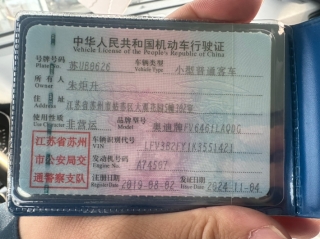 中华人民共和国机动车行驶证
Vehicle License of the People's Republic of China
号牌号码 苏U80626 车辆类型 小型普通客车
Plate No. Vehicle Type
所有人
Owner
住址
Address
使用性质 非营运 品牌型号 奥迪牌
Use Character Model
江苏省苏州
市公安局交
通警察支队
车辆识别代号
VIN
发动机号码 A74507
Engine No.
注册日期 2019-08-02 发证日期 2024-11-04
Register Date Issue Date